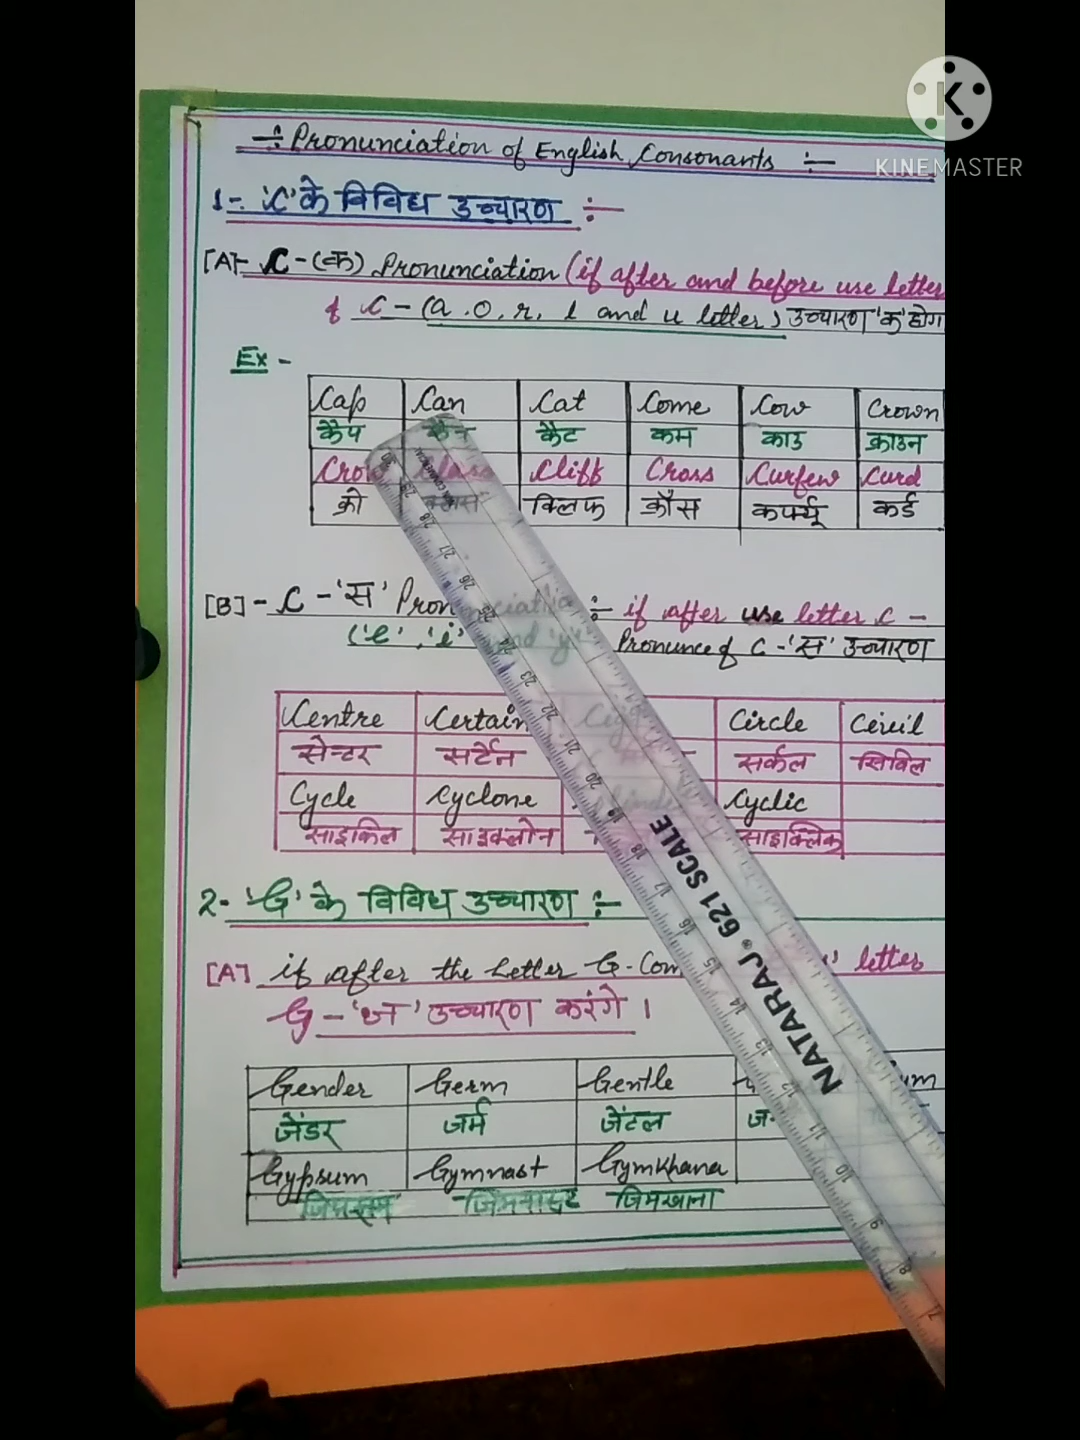 KINEMASTER
÷ Pronunciation of English Consonants ÷
1- 'C' के विविध उच्चारण ÷
[A]- C-(क) Pronunciation (if after and before use letter
of C - (a, o, r, l and u letter) उच्चारण 'क' होग
Ex -
Cap Can Cat Come Cow Crown
कैप कैन कैट कम काउ क्राउन
Cliff Cross Curfew Curd
क्रो क्लिफ क्रौस कर्फ्यू कर्ड
[B] - C - 'स' Pronunciation ÷ if after use letter C -
('e', 'i' and 'y') Pronunce of C - 'स' उच्चारण
Centre Certain Circle Civil
सेन्टर सर्टेन सर्कल सिविल
Cycle Cyclone Cyclic
साइकिल साइक्लोन साइक्लिक
2- 'G' के विविध उच्चारण ÷
[A] if after the letter G- letter
G - 'ज' उच्चारण करंगे ।
Gender Germ Gentle
जेंडर जर्म जेंटल
Gypsum Gymnast Gymkhana
जिमखाना
NATARAJ® 621 SCALE